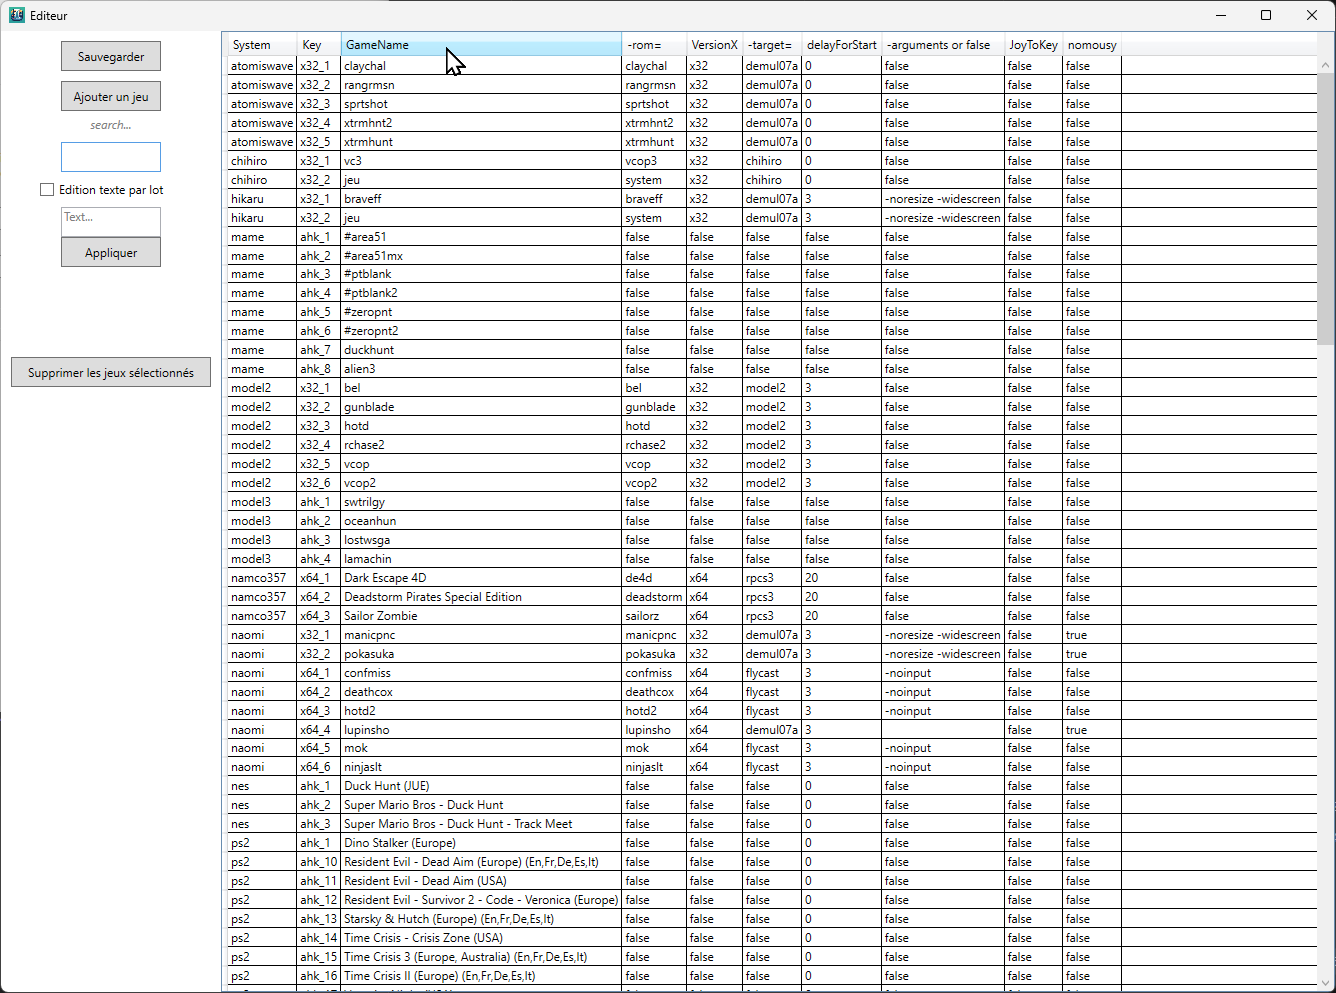 Editeur
Sauvegarder
Ajouter un jeu
search...
Edition texte par lot
Text...
Appliquer
Supprimer les jeux sélectionnés
System Key GameName -rom= VersionX -target= delayForStart -arguments or false JoyToKey nomousy
atomiswave x32_1 claychal claychal x32 demul07a 0 false false false
atomiswave x32_2 rangrmsn rangrmsn x32 demul07a 0 false false false
atomiswave x32_3 sprtshot sprtshot x32 demul07a 0 false false false
atomiswave x32_4 xtrmhnt2 xtrmhnt2 x32 demul07a 0 false false false
atomiswave x32_5 xtrmhunt xtrmhunt x32 demul07a 0 false false false
chihiro x32_1 vc3 vcop3 x32 chihiro 0 false false false
chihiro x32_2 jeu system x32 chihiro 0 false false false
hikaru x32_1 braveff braveff x32 demul07a 3 -noresize -widescreen false false
hikaru x32_2 jeu system x32 demul07a 3 -noresize -widescreen false false
mame ahk_1 #area51 false false false false false false false
mame ahk_2 #area51mx false false false false false false false
mame ahk_3 #ptblank false false false false false false false
mame ahk_4 #ptblank2 false false false false false false false
mame ahk_5 #zeropnt false false false false false false false
mame ahk_6 #zeropnt2 false false false false false false false
mame ahk_7 duckhunt false false false false false false false
mame ahk_8 alien3 false false false false false false false
model2 x32_1 bel bel x32 model2 3 false false false
model2 x32_2 gunblade gunblade x32 model2 3 false false false
model2 x32_3 hotd hotd x32 model2 3 false false false
model2 x32_4 rchase2 rchase2 x32 model2 3 false false false
model2 x32_5 vcop vcop x32 model2 3 false false false
model2 x32_6 vcop2 vcop2 x32 model2 3 false false false
model3 ahk_1 swtrilgy false false false false false false false
model3 ahk_2 oceanhun false false false false false false false
model3 ahk_3 lostwsga false false false false false false false
model3 ahk_4 lamachin false false false false false false false
namco357 x64_1 Dark Escape 4D de4d x64 rpcs3 20 false false false
namco357 x64_2 Deadstorm Pirates Special Edition deadstorm x64 rpcs3 20 false false false
namco357 x64_3 Sailor Zombie sailorz x64 rpcs3 20 false false false
naomi x32_1 manicpnc manicpnc x32 demul07a 3 -noresize -widescreen false true
naomi x32_2 pokasuka pokasuka x32 demul07a 3 -noresize -widescreen false true
naomi x64_1 confmiss confmiss x64 flycast 3 -noinput false false
naomi x64_2 deathcox deathcox x64 flycast 3 -noinput false false
naomi x64_3 hotd2 hotd2 x64 flycast 3 -noinput false false
naomi x64_4 lupinsho lupinsho x64 demul07a 3 false true
naomi x64_5 mok mok x64 flycast 3 -noinput false false
naomi x64_6 ninjaslt ninjaslt x64 flycast 3 -noinput false false
nes ahk_1 Duck Hunt (JUE) false false false 0 false false false
nes ahk_2 Super Mario Bros - Duck Hunt false false false 0 false false false
nes ahk_3 Super Mario Bros - Duck Hunt - Track Meet false false false 0 false false false
ps2 ahk_1 Dino Stalker (Europe) false false false 0 false false false
ps2 ahk_10 Resident Evil - Dead Aim (Europe) (En,Fr,De,Es,It) false false false 0 false false false
ps2 ahk_11 Resident Evil - Dead Aim (USA) false false false 0 false false false
ps2 ahk_12 Resident Evil - Survivor 2 - Code - Veronica (Europe) false false false 0 false false false
ps2 ahk_13 Starsky & Hutch (Europe) (En,Fr,De,Es,It) false false false 0 false false false
ps2 ahk_14 Time Crisis - Crisis Zone (USA) false false false 0 false false false
ps2 ahk_15 Time Crisis 3 (Europe, Australia) (En,Fr,De,Es,It) false false false 0 false false false
ps2 ahk_16 Time Crisis II (Europe) (En,Fr,De,Es,It) false false false 0 false false false